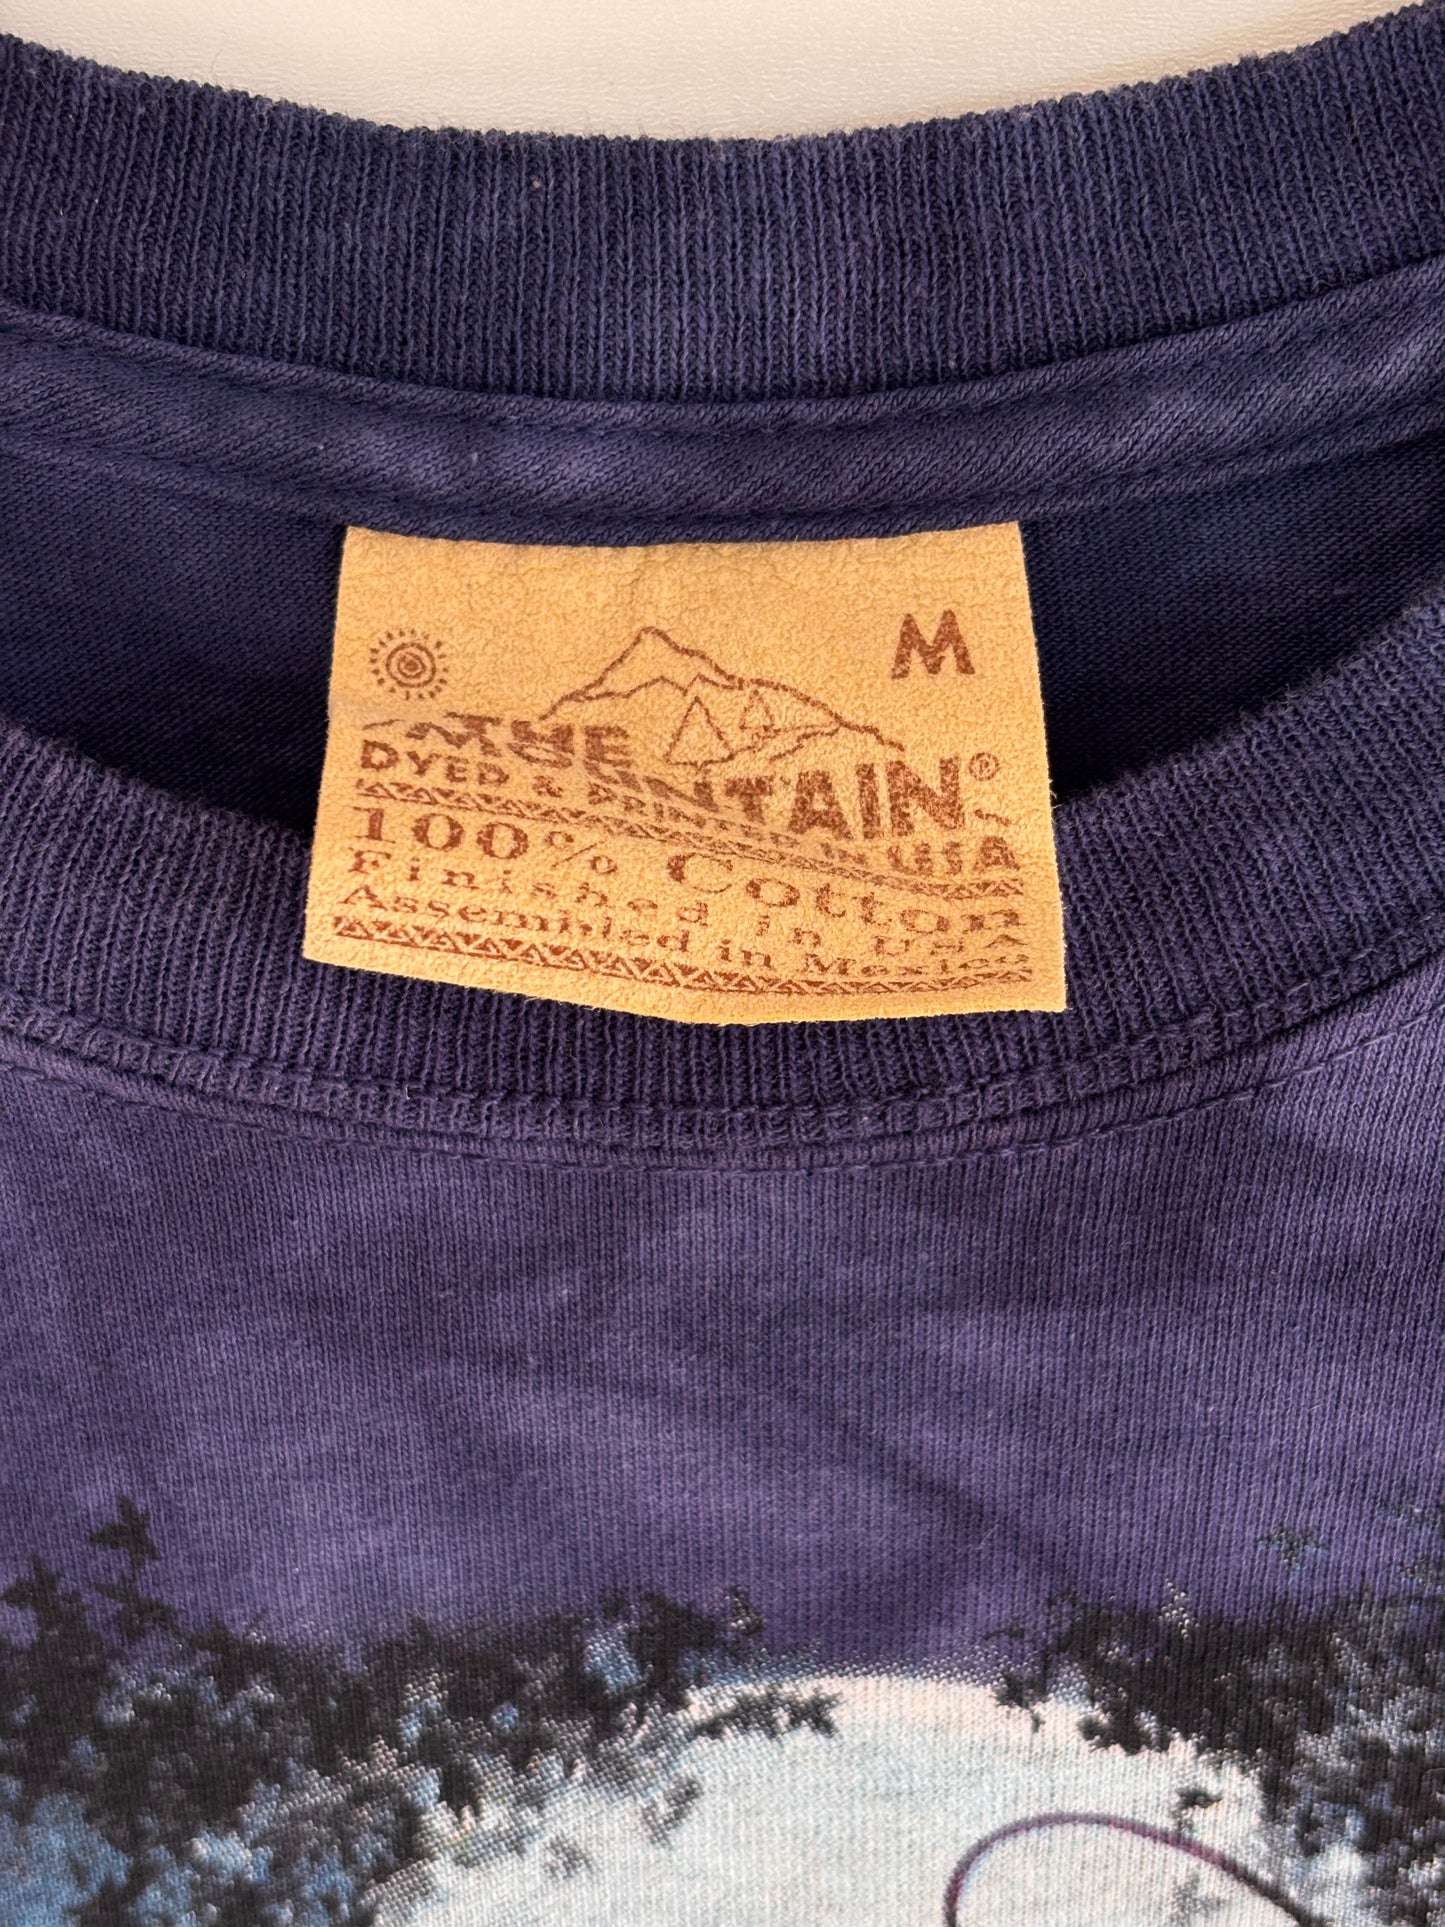 M
THE
MOUNTAIN®
DYED & PRINTED IN USA
100% Cotton
Finished in USA
Assembled in Mexico